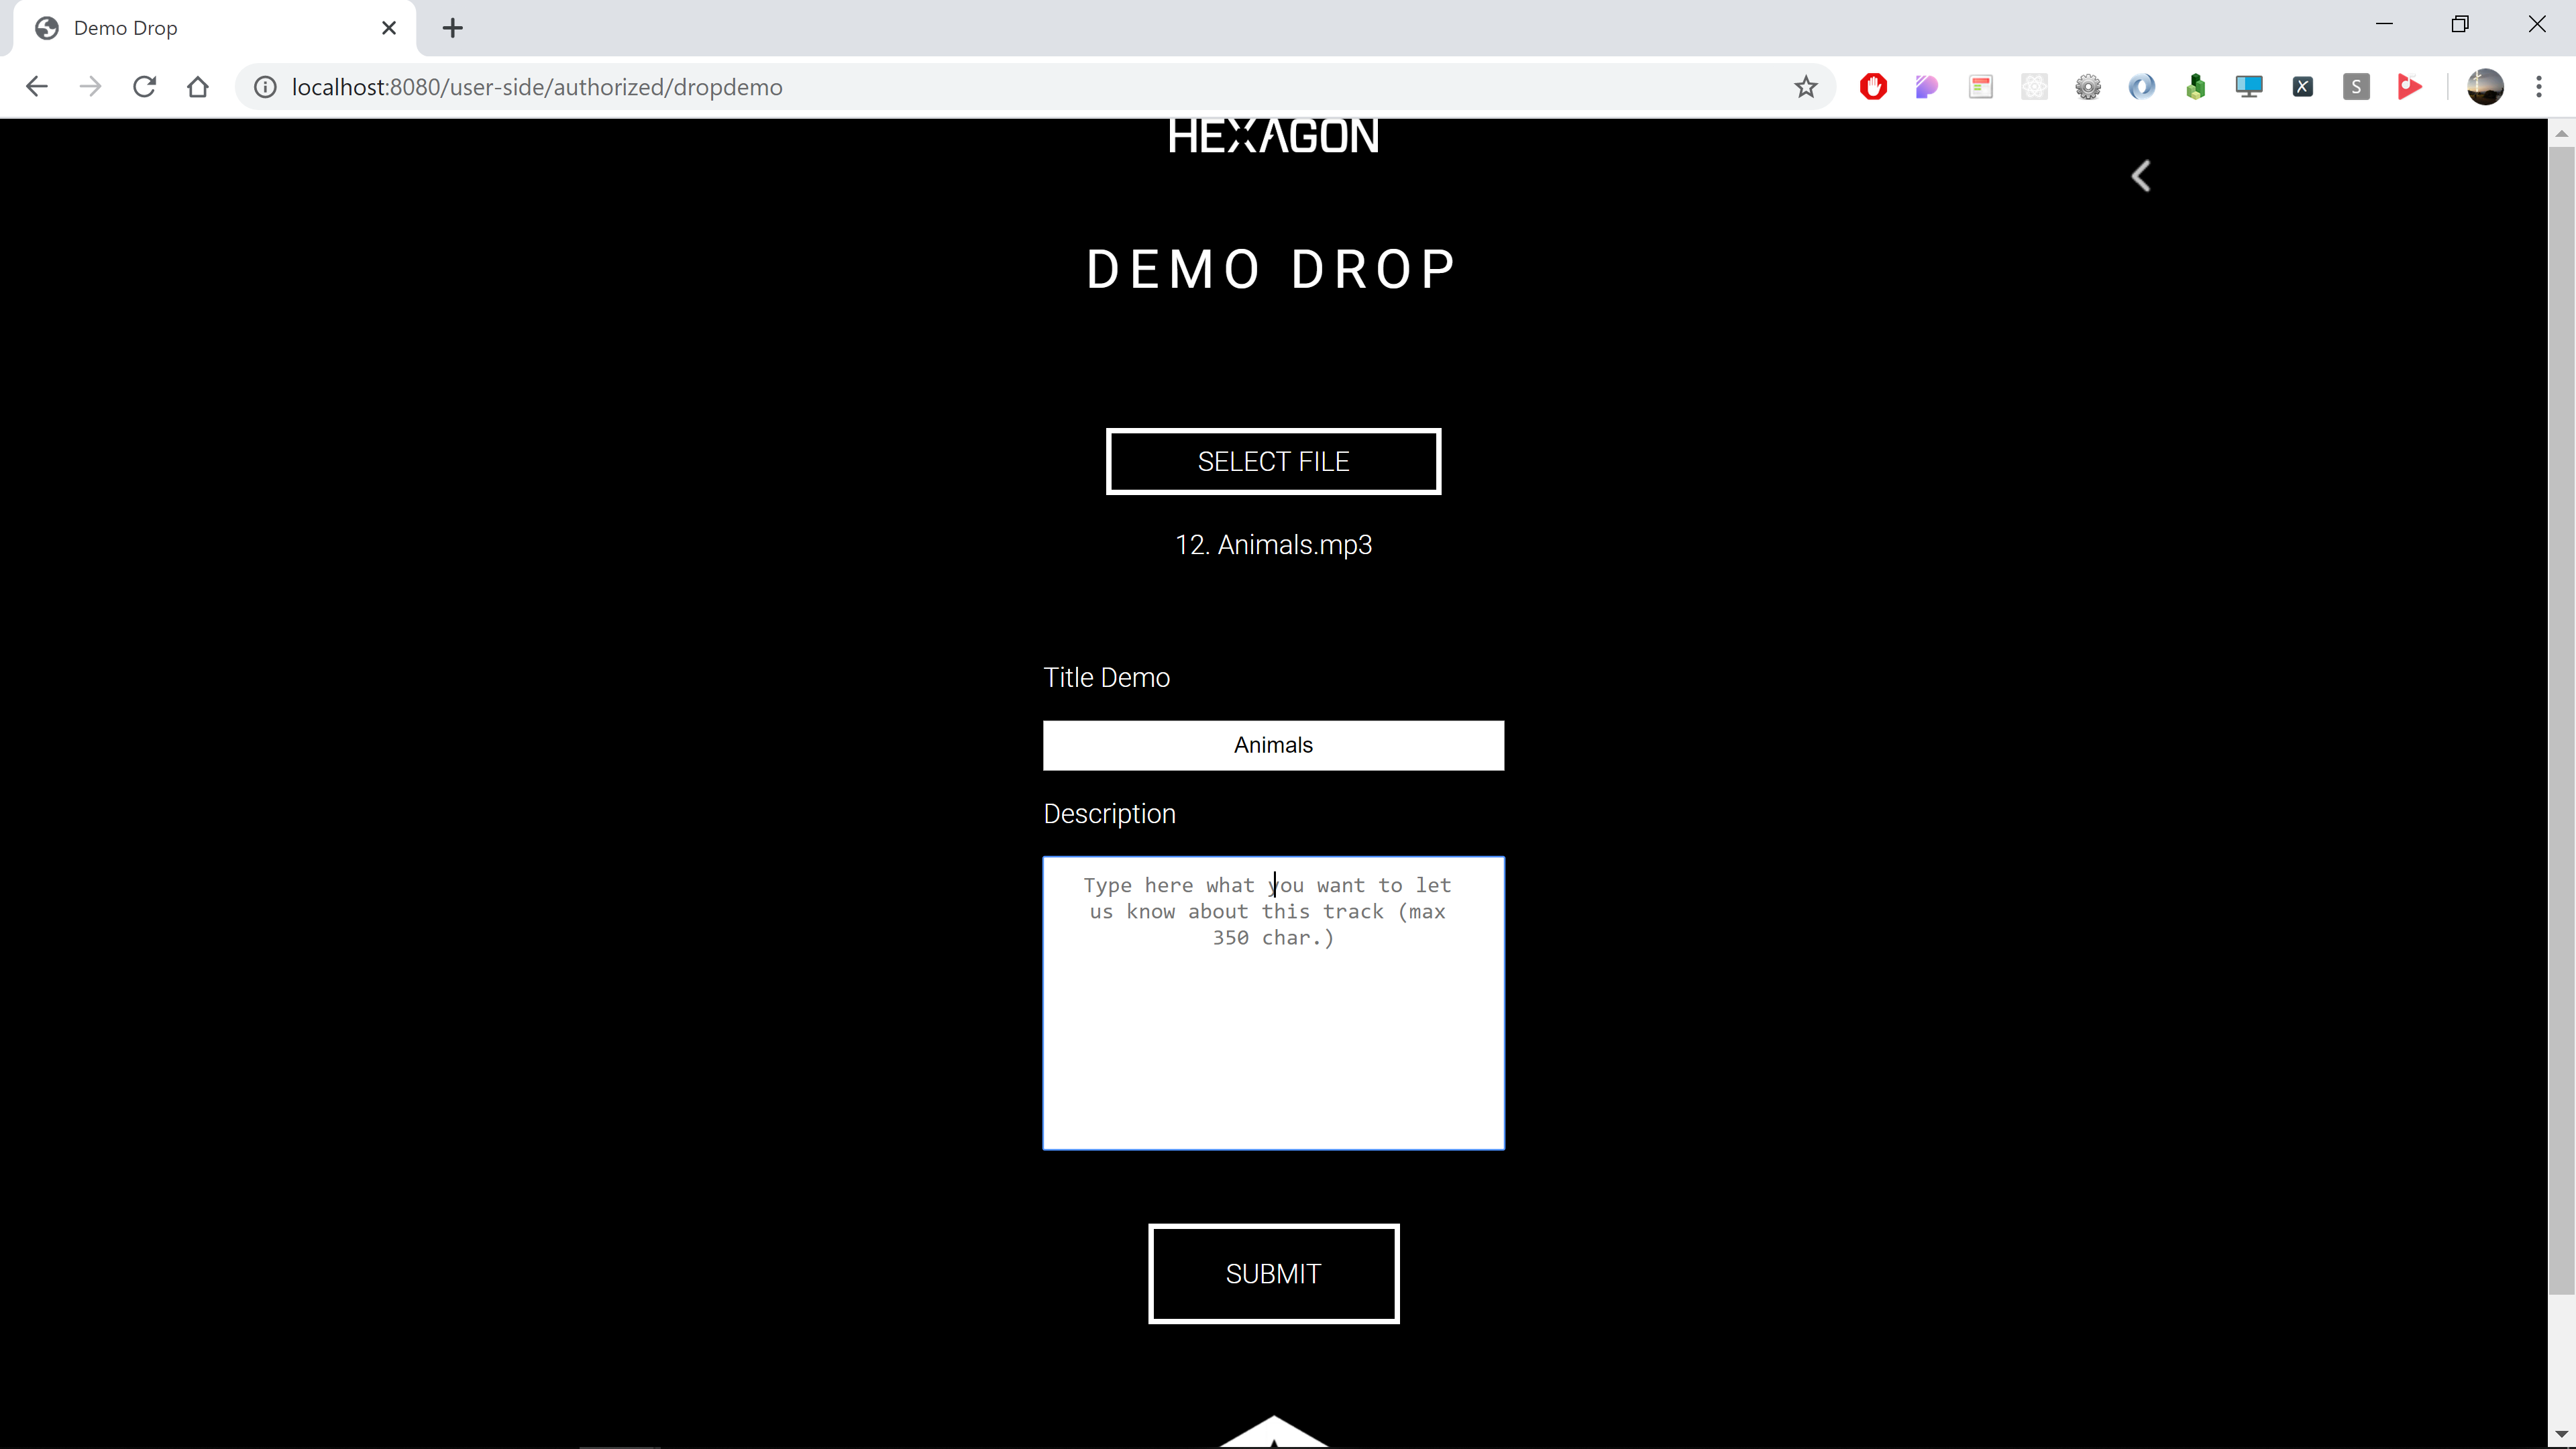 Demo Drop
localhost:8080/user-side/authorized/dropdemo
S
HEXAGON
DEMO DROP
SELECT FILE
12. Animals.mp3
Title Demo
Animals
Description
Type here what you want to let
us know about this track (max
350 char.)
SUBMIT